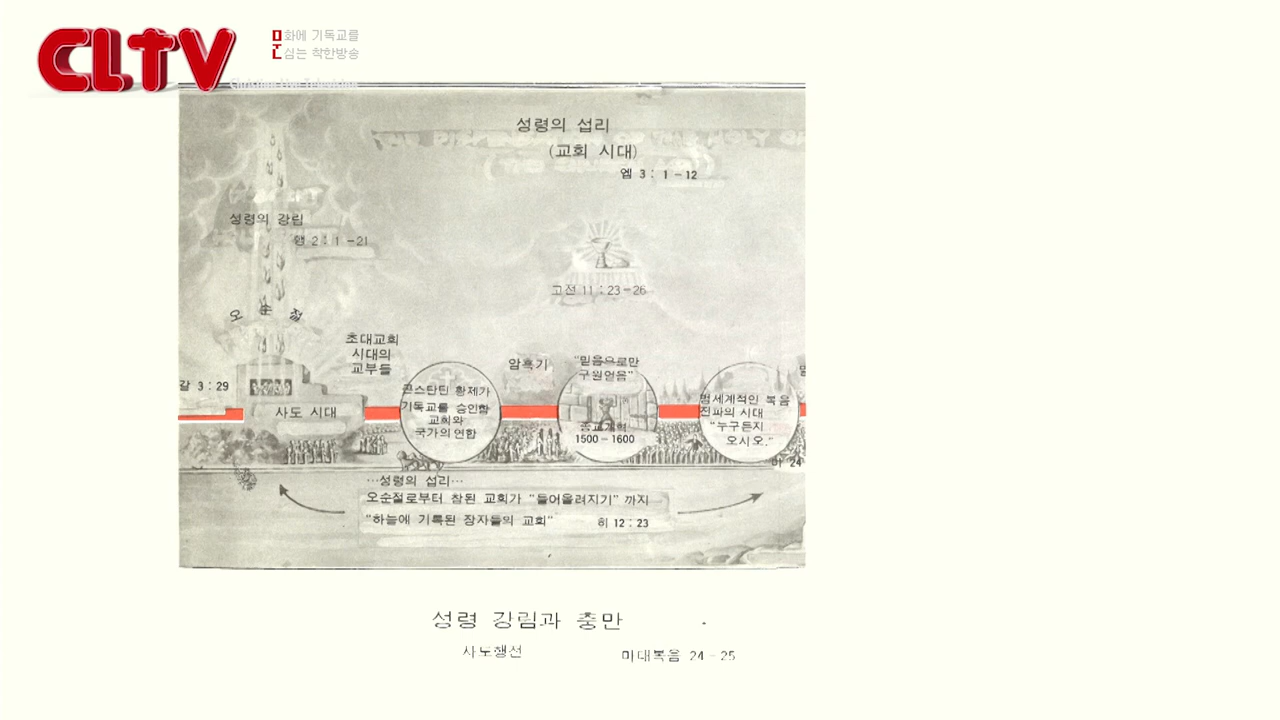 CLTV
문화에 기독교를
심는 착한방송
Christian Live Television
성령의 섭리
(교회 시대)
엡 3 : 1 - 12
성령의 강림
행 2 : 1 - 21
오 순 절
고전 11 : 23 - 26
초대교회
시대의
교부들
암흑기
"믿음으로만
구원얻음"
갈 3 : 29
사도 시대
콘스탄틴 황제가
기독교를 승인함
교회와
국가의 연합
종교개혁
1500 - 1600
범세계적인 복음
전파의 시대
"누구든지
오시오."
마 24
…성령의 섭리…
오순절로부터 참된 교회가 "들어올려지기" 까지
"하늘에 기록된 장자들의 교회" 히 12 : 23
성령 강림과 충만
사도행전 마태복음 24 - 25